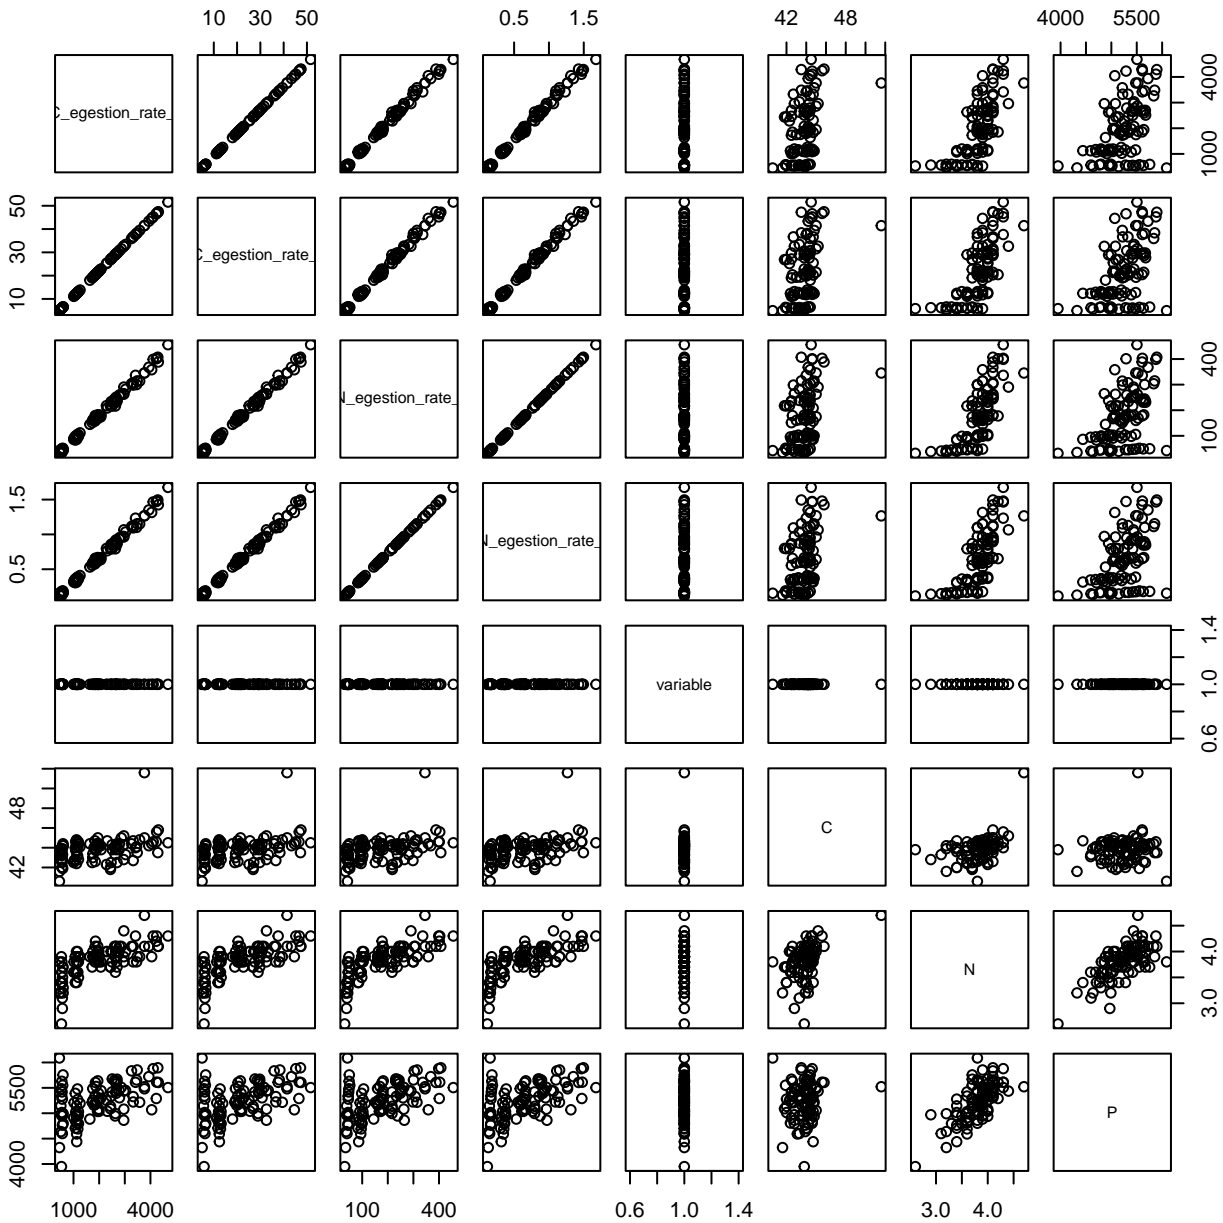 10 30 50 0.5 1.5 42 48 4000 5500
C_egestion_rate_ 1000 4000
10 30 50 C_egestion_rate_
N_egestion_rate_ 100 400
0.5 1.5 N_egestion_rate_
variable 0.6 1.0 1.4
42 48 C
N 3.0 4.0
4000 5500 P
1000 4000 100 400 0.6 1.0 1.4 3.0 4.0